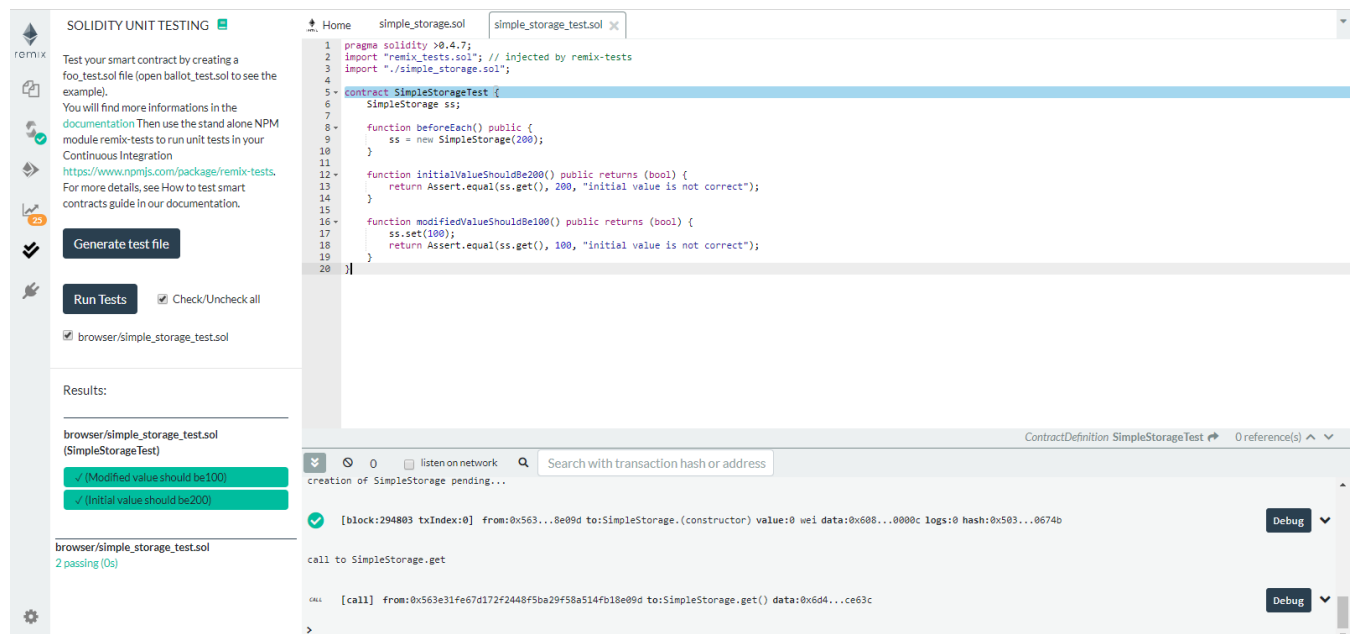 remix
25
SOLIDITY UNIT TESTING
Test your smart contract by creating a
foo_test.sol file (open ballot_test.sol to see the
example).
You will find more informations in the
documentation Then use the stand alone NPM
module remix-tests to run unit tests in your
Continuous Integration
https://www.npmjs.com/package/remix-tests.
For more details, see How to test smart
contracts guide in our documentation.
Generate test file
Run Tests
Check/Uncheck all
browser/simple_storage_test.sol
Results:
browser/simple_storage_test.sol
(SimpleStorageTest)
✓ (Modified value should be100)
✓ (Initial value should be200)
browser/simple_storage_test.sol
2 passing (0s)
Home simple_storage.sol simple_storage_test.sol
1 pragma solidity >0.4.7;
2 import "remix_tests.sol"; // injected by remix-tests
3 import "./simple_storage.sol";
4
5 contract SimpleStorageTest {
6 SimpleStorage ss;
7
8 function beforeEach() public {
9 ss = new SimpleStorage(200);
10 }
11
12 function initialValueShouldBe200() public returns (bool) {
13 return Assert.equal(ss.get(), 200, "initial value is not correct");
14 }
15
16 function modifiedValueShouldBe100() public returns (bool) {
17 ss.set(100);
18 return Assert.equal(ss.get(), 100, "initial value is not correct");
19 }
20 }
ContractDefinition SimpleStorageTest 0 reference(s)
0 listen on network Search with transaction hash or address
creation of SimpleStorage pending...
[block:294803 txIndex:0] from:0x563...8e09d to:SimpleStorage.(constructor) value:0 wei data:0x608...0000c logs:0 hash:0x503...0674b Debug
call to SimpleStorage.get
CALL [call] from:0x563e31fe67d172f2448f5ba29f58a514fb18e09d to:SimpleStorage.get() data:0x6d4...ce63c Debug
>